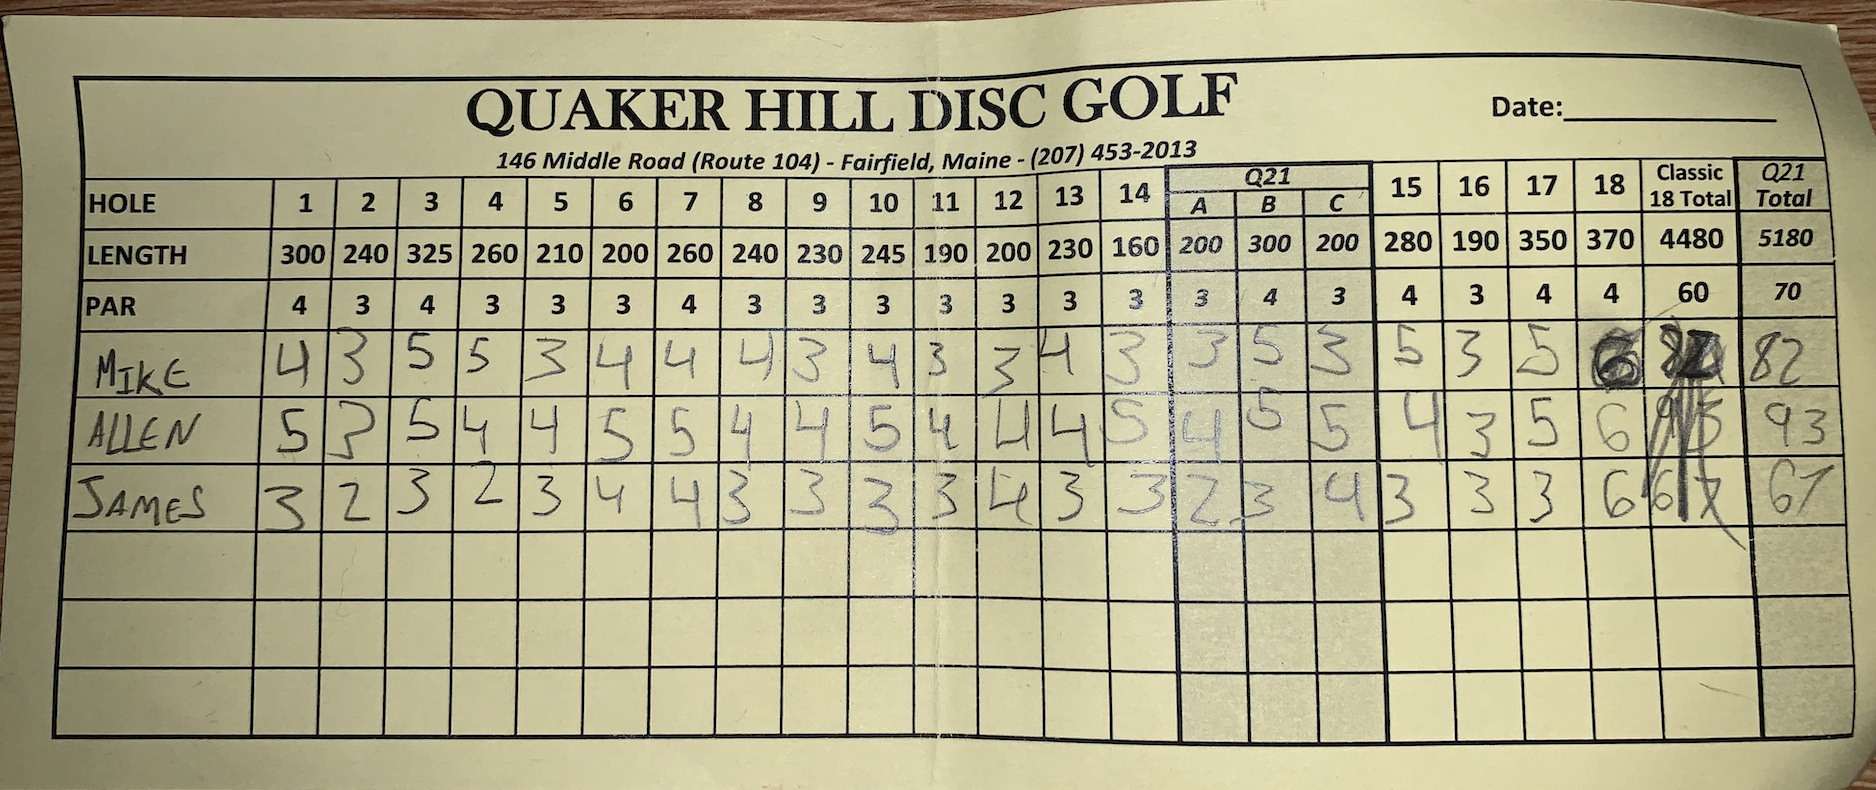 QUAKER HILL DISC GOLF
Date:
146 Middle Road (Route 104) - Fairfield, Maine - (207) 453-2013
HOLE 1 2 3 4 5 6 7 8 9 10 11 12 13 14 Q21 A B C 15 16 17 18 Classic 18 Total Q21 Total
LENGTH 300 240 325 260 210 200 260 240 230 245 190 200 230 160 200 300 200 280 190 350 370 4480 5180
PAR 4 3 4 3 3 3 4 3 3 3 3 3 3 3 3 4 3 4 3 4 4 60 70
MIKE 4 3 5 5 3 4 4 4 3 4 3 3 4 3 3 5 3 5 3 5 6 82
ALLEN 5 3 5 4 4 5 5 4 4 5 4 4 4 5 4 5 5 4 3 5 6 93
JAMES 3 2 3 2 3 4 4 3 3 3 3 4 3 3 2 3 4 3 3 3 6 67